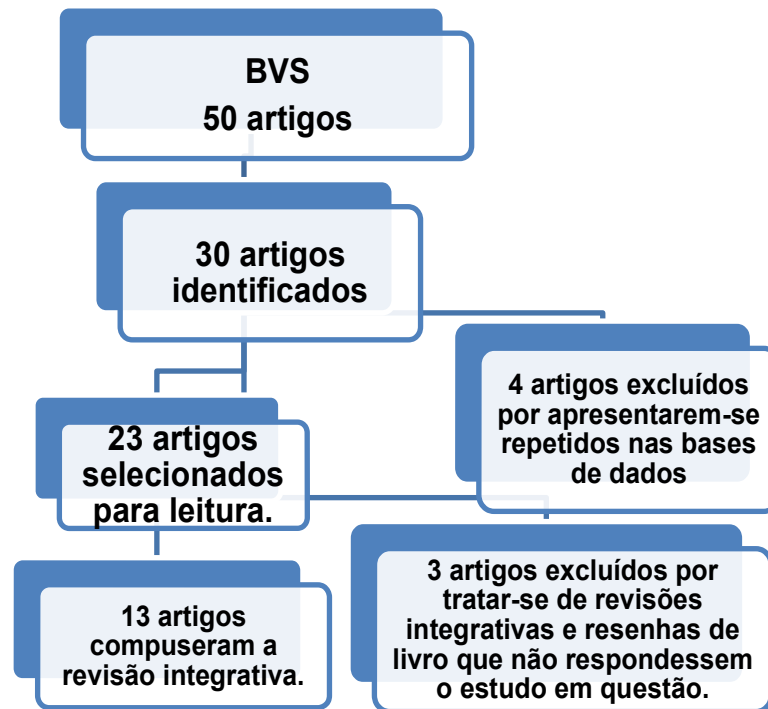 BVS
50 artigos
30 artigos
identificados
4 artigos excluídos
por apresentarem-se
repetidos nas bases
de dados
23 artigos
selecionados
para leitura.
3 artigos excluídos por
tratar-se de revisões
integrativas e resenhas de
livro que não respondessem
o estudo em questão.
13 artigos
compuseram a
revisão integrativa.